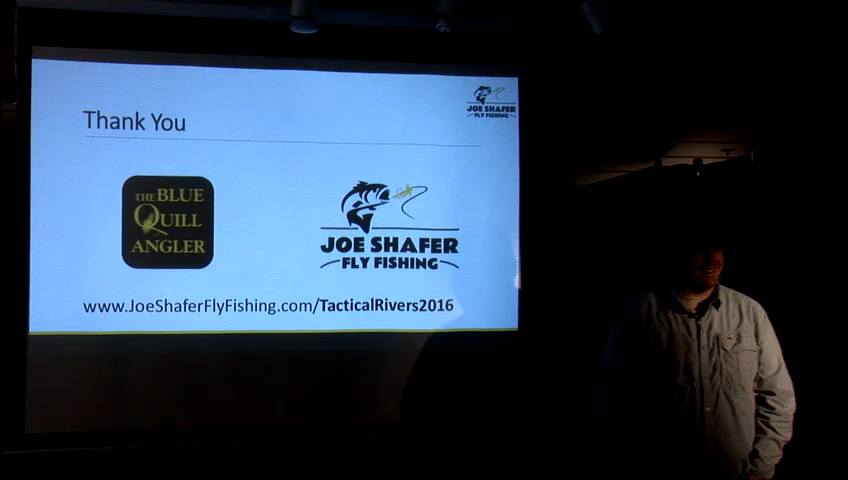 JOE SHAFER
FLY FISHING
Thank You
THE BLUE
QUILL
ANGLER
JOE SHAFER
FLY FISHING
www.JoeShaferFlyFishing.com/TacticalRivers2016